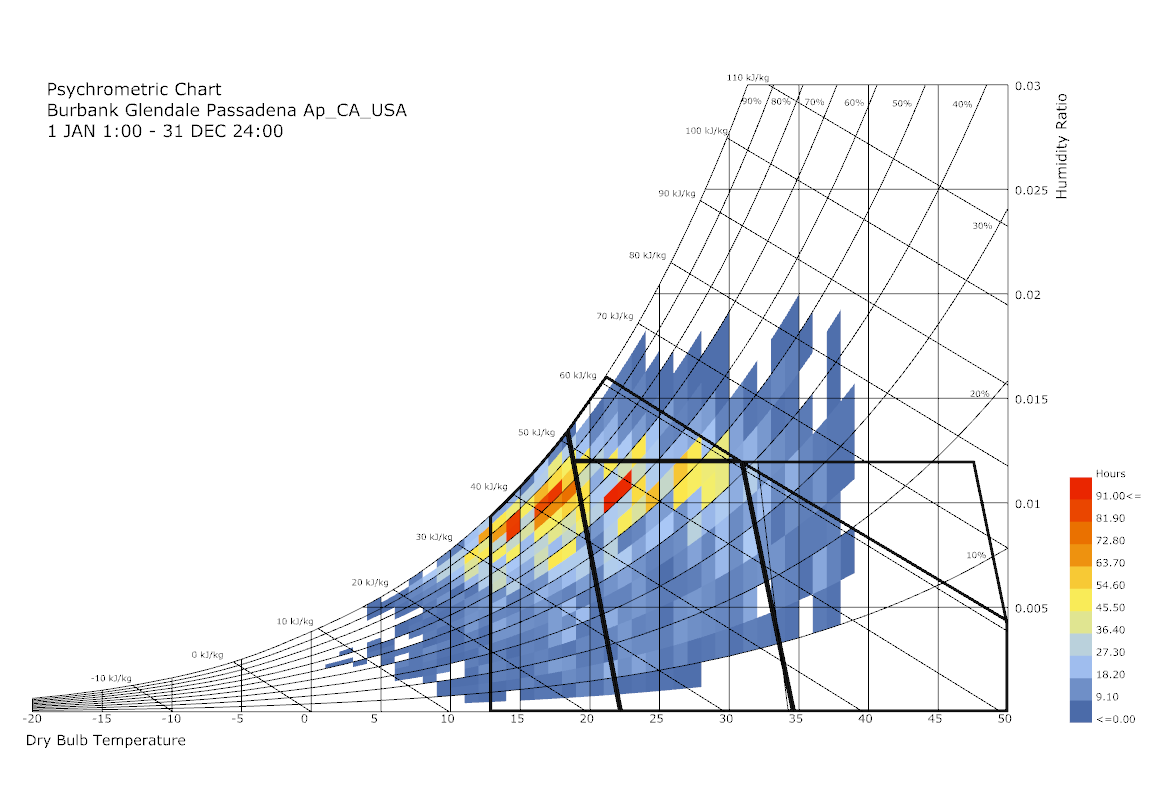 Psychrometric Chart
Burbank Glendale Passadena Ap_CA_USA
1 JAN 1:00 - 31 DEC 24:00
110 kJ/kg
90% 80% 70% 60% 50% 40%
0.03
100 kJ/kg
Humidity Ratio
90 kJ/kg
0.025
30%
80 kJ/kg
0.02
70 kJ/kg
60 kJ/kg
20%
0.015
50 kJ/kg
Hours
40 kJ/kg
91.00<=
0.01
81.90
30 kJ/kg
72.80
10%
63.70
20 kJ/kg
54.60
0.005
45.50
10 kJ/kg
36.40
0 kJ/kg
27.30
-10 kJ/kg
18.20
9.10
<=0.00
-20 -15 -10 -5 0 5 10 15 20 25 30 35 40 45 50
Dry Bulb Temperature